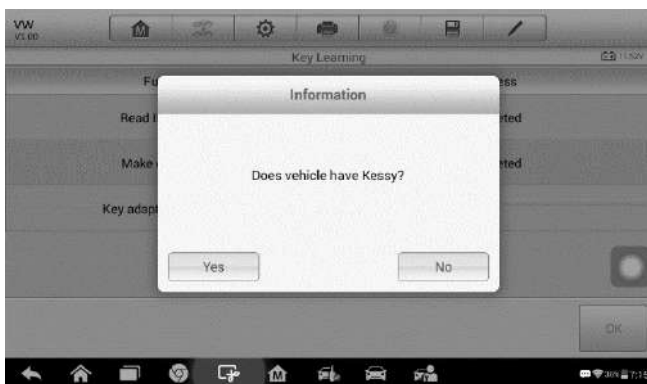 VW
V1.00
Key Learning
Information
Read
Make
Key adapt
Does vehicle have Kessy?
Yes
No
OK